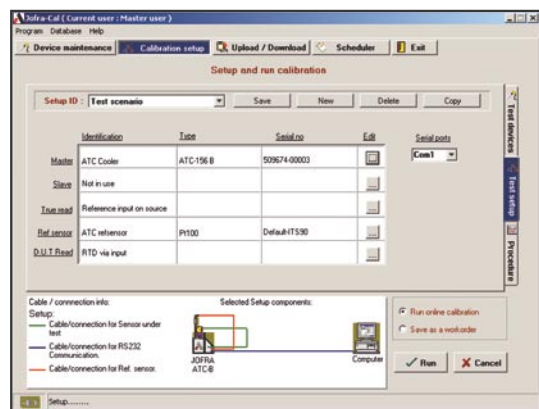 Jofra-Cal ( Current user : Master user )
Program Database Help
Device maintenance Calibration setup Upload / Download Scheduler Exit
Setup and run calibration
Setup ID : Test scenario Save New Delete Copy
Identification Type Serial no Edit Serial ports
Master ATC Cooler ATC-156 B 509674-00003 Com1
Slave Not in use ...
True read Reference input on source ...
Ref.sensor ATC refsensor Pt100 Default-ITS90 ...
D.U.T Read RTD via input ...
Test devices
Test setup
Procedure
Cable / connnection info: Selected Setup components:
Setup:
Cable/connection for Sensor under
test
Cable/connection for RS232
Communication.
Cable/connection for Ref. sensor.
JOFRA
ATC-B
Computer
Run online calibration
Save as a workorder
Run Cancel
Setup........